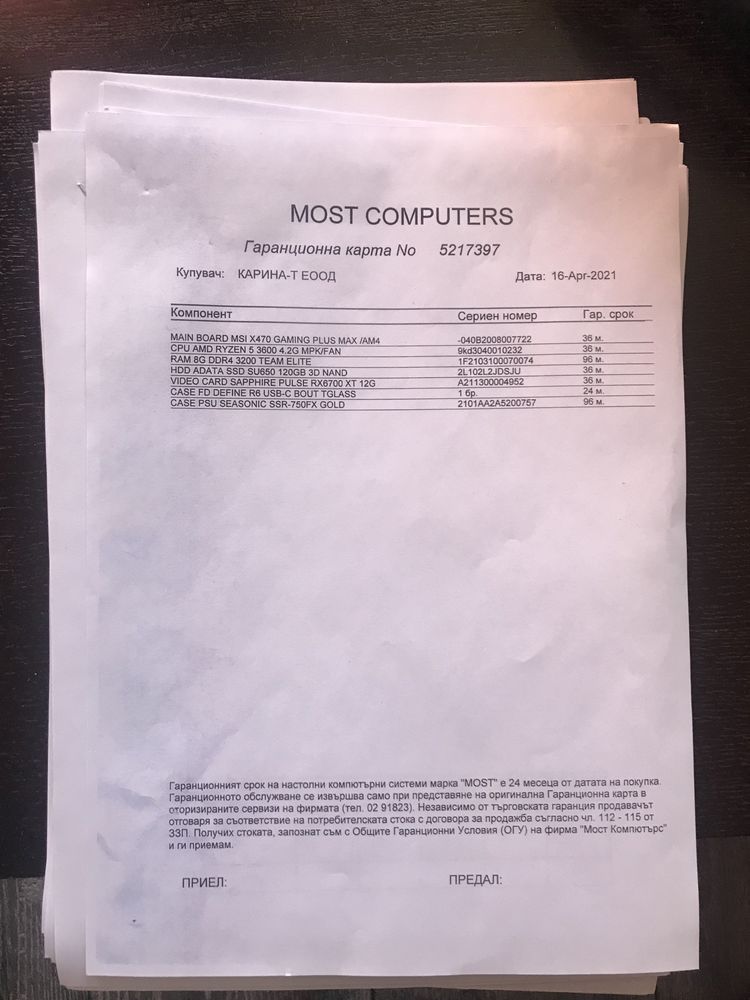 MOST COMPUTERS
Гаранционна карта No 5217397
Купувач: КАРИНА-Т ЕООД Дата: 16-Apr-2021
Компонент Сериен номер Гар. срок
MAIN BOARD MSI X470 GAMING PLUS MAX /AM4 -040B2008007722 36 м.
CPU AMD RYZEN 5 3600 4.2G MPK/FAN 9kd3040010232 36 м.
RAM 8G DDR4 3200 TEAM ELITE 1F2103100070074 96 м.
HDD ADATA SSD SU650 120GB 3D NAND 2L102L2JDSJU 36 м.
VIDEO CARD SAPPHIRE PULSE RX6700 XT 12G A211300004952 36 м.
CASE FD DEFINE R6 USB-C BOUT TGLASS 1 бр. 24 м.
CASE PSU SEASONIC SSR-750FX GOLD 2101AA2A5200757 96 м.
Гаранционният срок на настолни компютърни системи марка "MOST" е 24 месеца от датата на покупка.
Гаранционното обслужване се извършва само при представяне на оригинална Гаранционна карта в
оторизираните сервизи на фирмата (тел. 02 91823). Независимо от търговската гаранция продавачът
отговаря за съответствие на потребителската стока с договора за продажба съгласно чл. 112 - 115 от
ЗЗП. Получих стоката, запознат съм с Общите Гаранционни Условия (ОГУ) на фирма "Мост Компютърс"
и ги приемам.
ПРИЕЛ: ПРЕДАЛ: